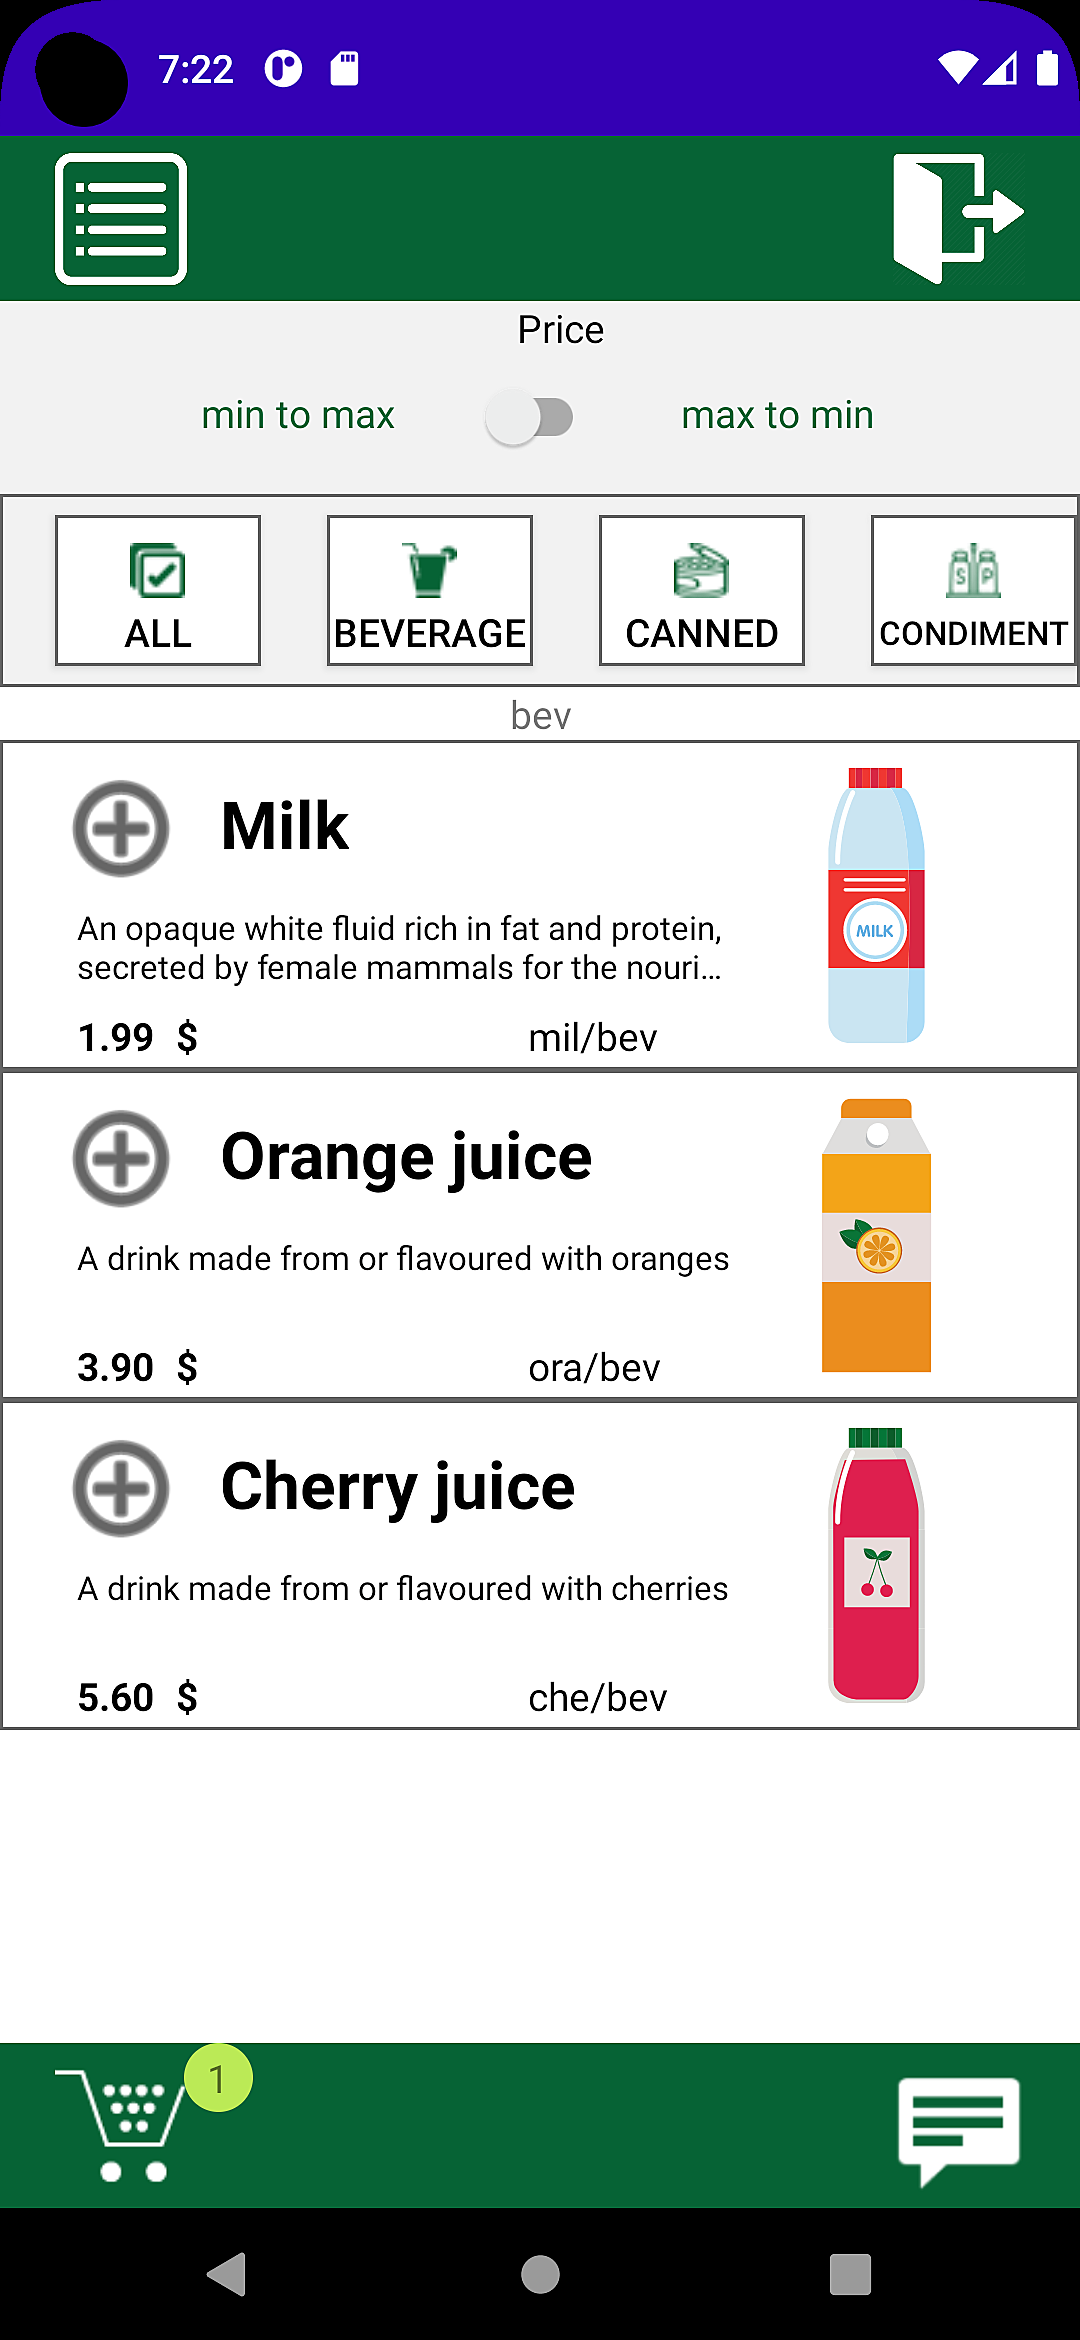 7:22
Price
min to max
max to min
ALL
BEVERAGE
CANNED
S P
CONDIMENT
bev
Milk
An opaque white fluid rich in fat and protein,
secreted by female mammals for the nouri...
1.99 $
mil/bev
MILK
Orange juice
A drink made from or flavoured with oranges
3.90 $
ora/bev
Cherry juice
A drink made from or flavoured with cherries
5.60 $
che/bev
1